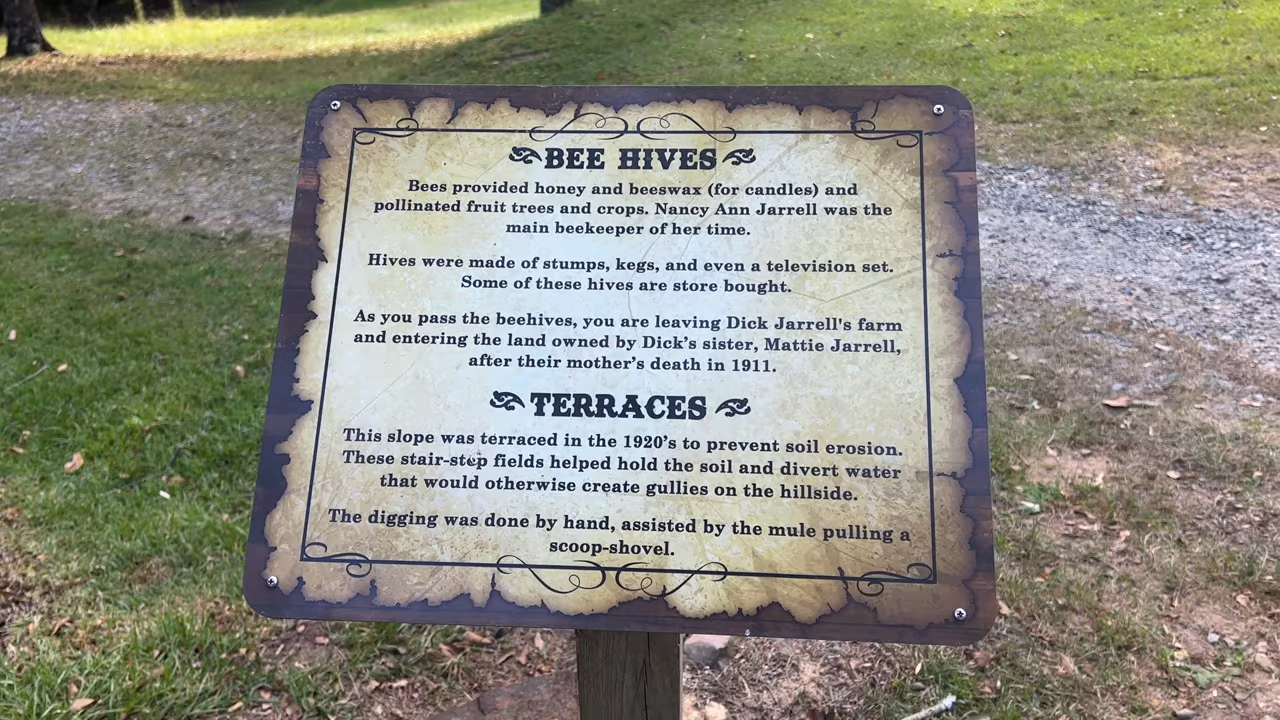 BEE HIVES
Bees provided honey and beeswax (for candles) and
pollinated fruit trees and crops. Nancy Ann Jarrell was the
main beekeeper of her time.
Hives were made of stumps, kegs, and even a television set.
Some of these hives are store bought.
As you pass the beehives, you are leaving Dick Jarrell's farm
and entering the land owned by Dick's sister, Mattie Jarrell,
after their mother's death in 1911.
TERRACES
This slope was terraced in the 1920's to prevent soil erosion.
These stair-step fields helped hold the soil and divert water
that would otherwise create gullies on the hillside.
The digging was done by hand, assisted by the mule pulling a
scoop-shovel.